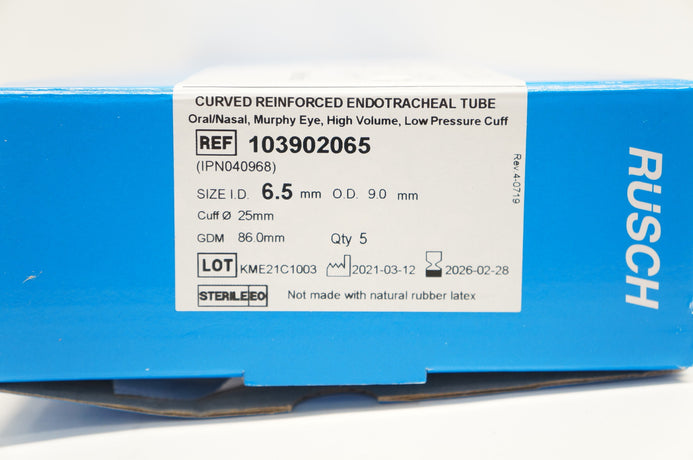 CURVED REINFORCED ENDOTRACHEAL TUBE
Oral/Nasal, Murphy Eye, High Volume, Low Pressure Cuff
REF 103902065
(IPN040968)
SIZE I.D. 6.5 mm O.D. 9.0 mm
Cuff Ø 25mm
GDM 86.0mm Qty 5
LOT KME21C1003 2021-03-12 2026-02-28
STERILE EO Not made with natural rubber latex
Rev 4-0719
RÜSCH